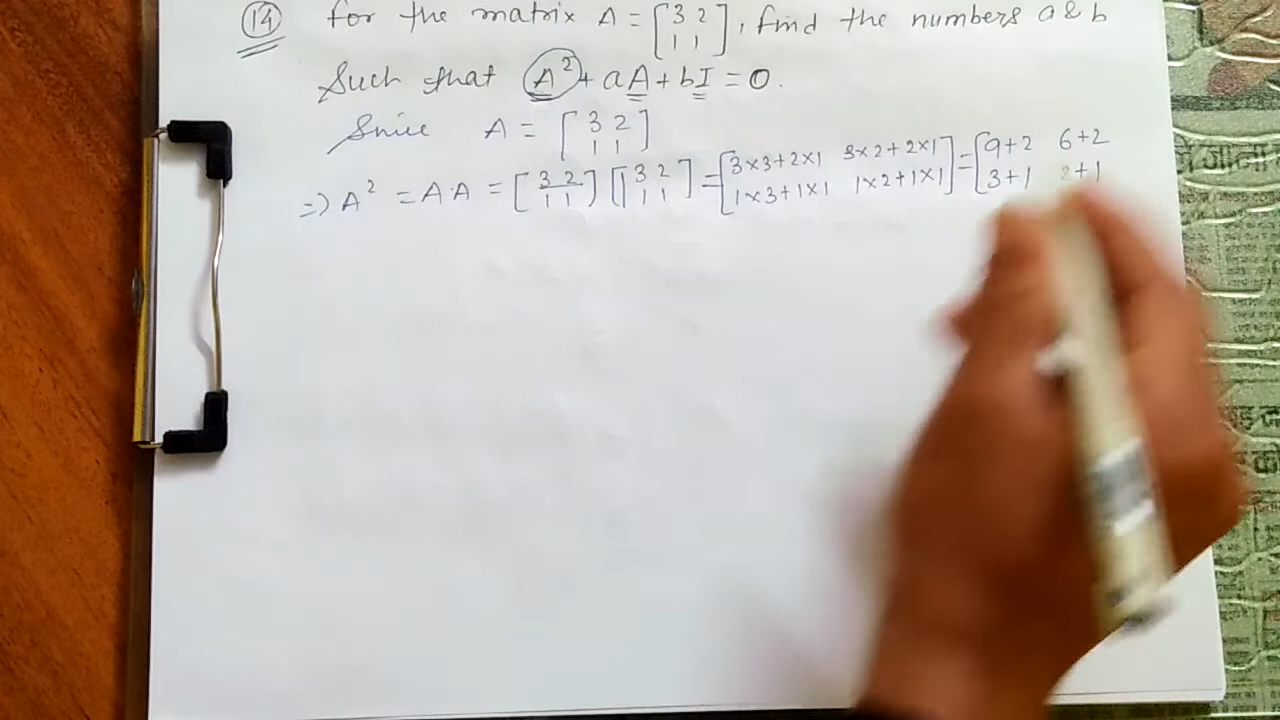 (14) for the matrix A = [3 2 1 1], find the numbers a & b
Such that A² + aA + bI = O.
Since A = [3 2 1 1]
=> A² = A.A = [3 2 1 1] [3 2 1 1] = [3×3+2×1 3×2+2×1 1×3+1×1 1×2+1×1] = [9+2 6+2 3+1 2+1